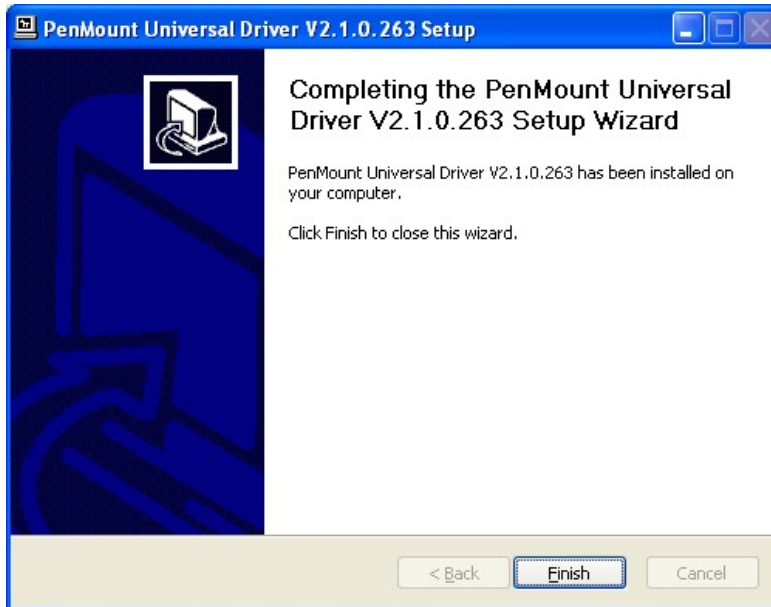 PenMount Universal Driver V2.1.0.263 Setup
Completing the PenMount Universal
Driver V2.1.0.263 Setup Wizard
PenMount Universal Driver V2.1.0.263 has been installed on
your computer.
Click Finish to close this wizard.
< Back
Finish
Cancel